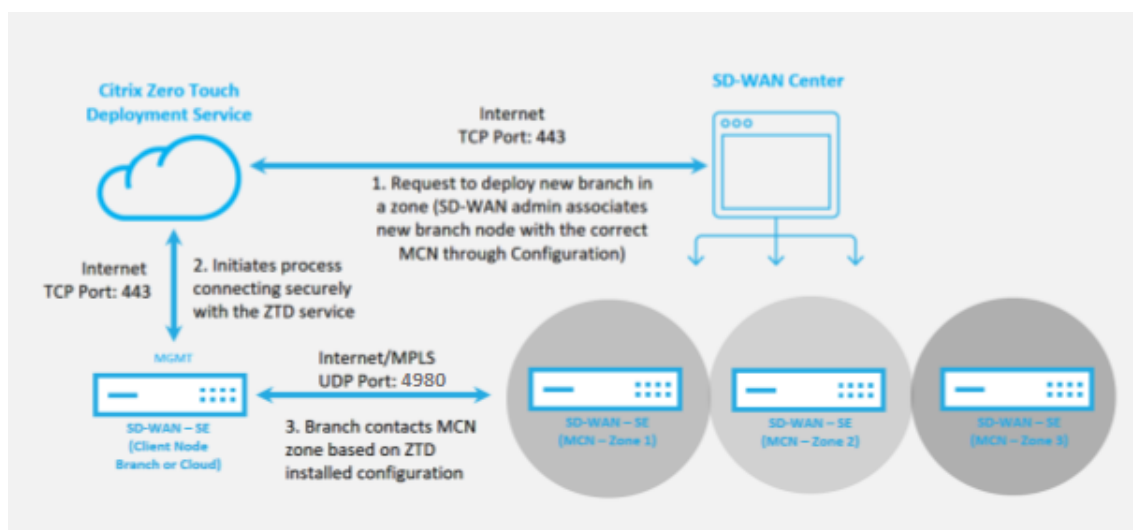 Citrix Zero Touch
Deployment Service
SD-WAN Center
Internet
TCP Port: 443
1. Request to deploy new branch in
a zone (SD-WAN admin associates
new branch node with the correct
MCN through Configuration)
Internet
TCP Port: 443
2. Initiates process
connecting securely
with the ZTD service
MGMT
SD-WAN – SE
(Client Node
Branch or Cloud)
Internet/MPLS
UDP Port: 4980
3. Branch contacts MCN
zone based on ZTD
installed configuration
SD-WAN – SE
(MCN – Zone 1)
SD-WAN – SE
(MCN – Zone 2)
SD-WAN – SE
(MCN – Zone 3)